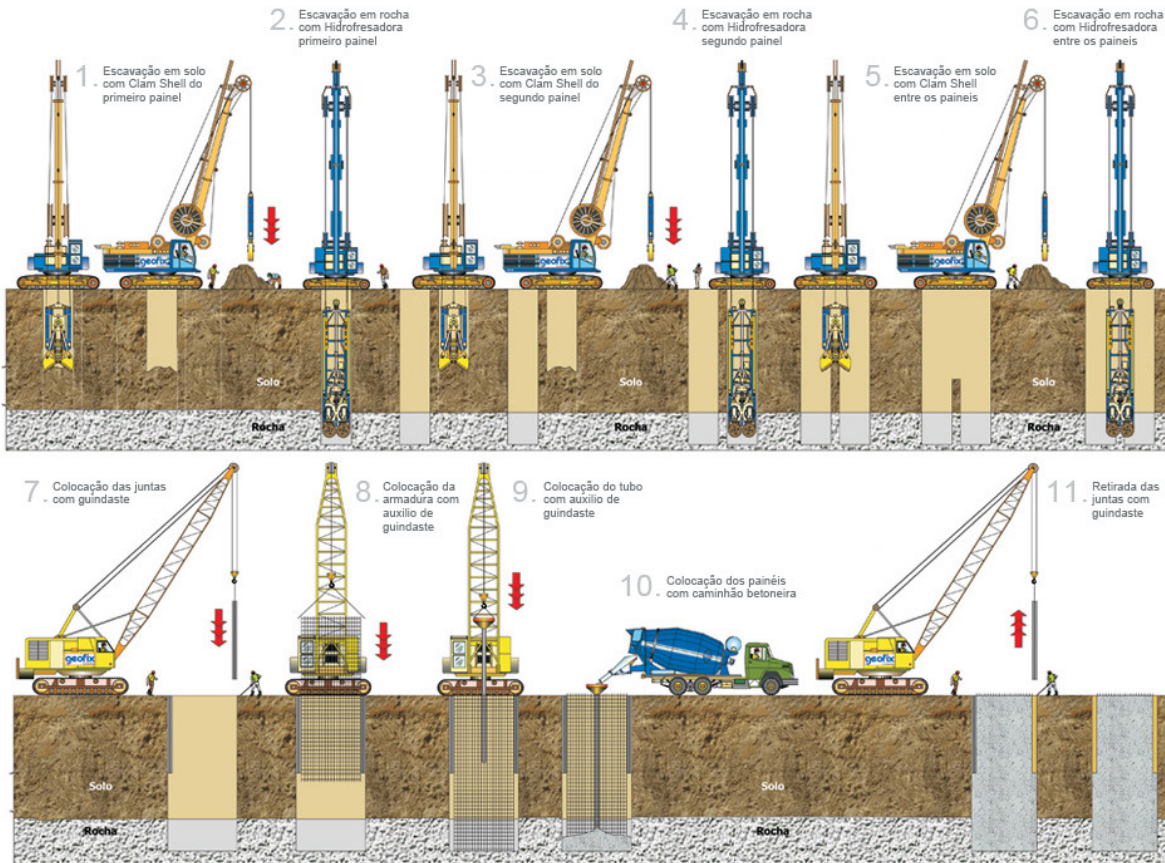 1. Escavação em solo
com Clam Shell do
primeiro painel
2. Escavação em rocha
com Hidrofresadora
primeiro painel
3. Escavação em solo
com Clam Shell do
segundo painel
4. Escavação em rocha
com Hidrofresadora
segundo painel
5. Escavação em solo
com Clam Shell
entre os paineis
6. Escavação em rocha
com Hidrofresadora
entre os paineis
geofix
geofix
geofix
Solo
Solo
Solo
Rocha
Rocha
Rocha
7. Colocação das juntas
com guindaste
8. Colocação da
armadura com
auxilio de
guindaste
9. Colocação do tubo
com auxilio de
guindaste
10. Colocação dos painéis
com caminhão betoneira
11. Retirada das
juntas com
guindaste
geofix
geofix
Solo
Solo
Rocha
Rocha